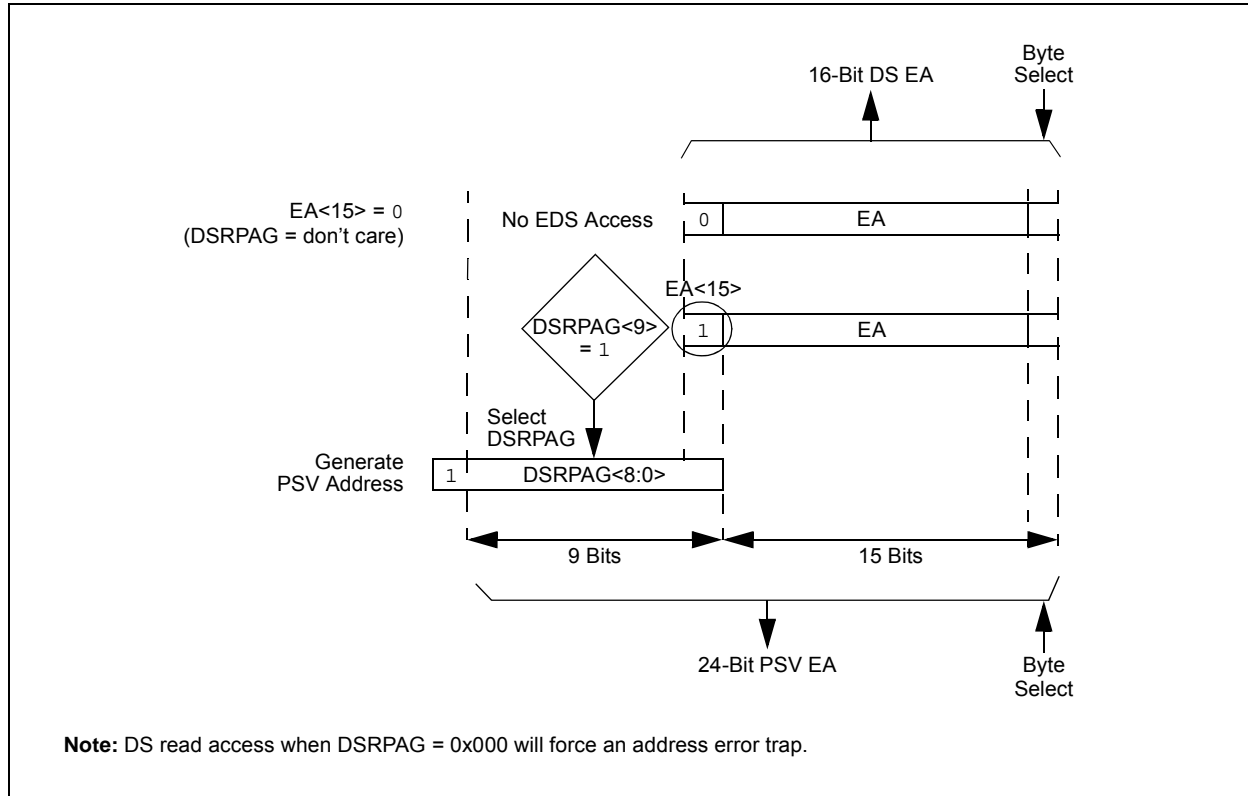 16-Bit DS EA
Byte
Select
EA<15> = 0
(DSRPAG = don't care)
No EDS Access
0
EA
EA<15>
DSRPAG<9>
= 1
1
EA
Select
DSRPAG
Generate
PSV Address
1
DSRPAG<8:0>
9 Bits
15 Bits
24-Bit PSV EA
Byte
Select
Note: DS read access when DSRPAG = 0x000 will force an address error trap.